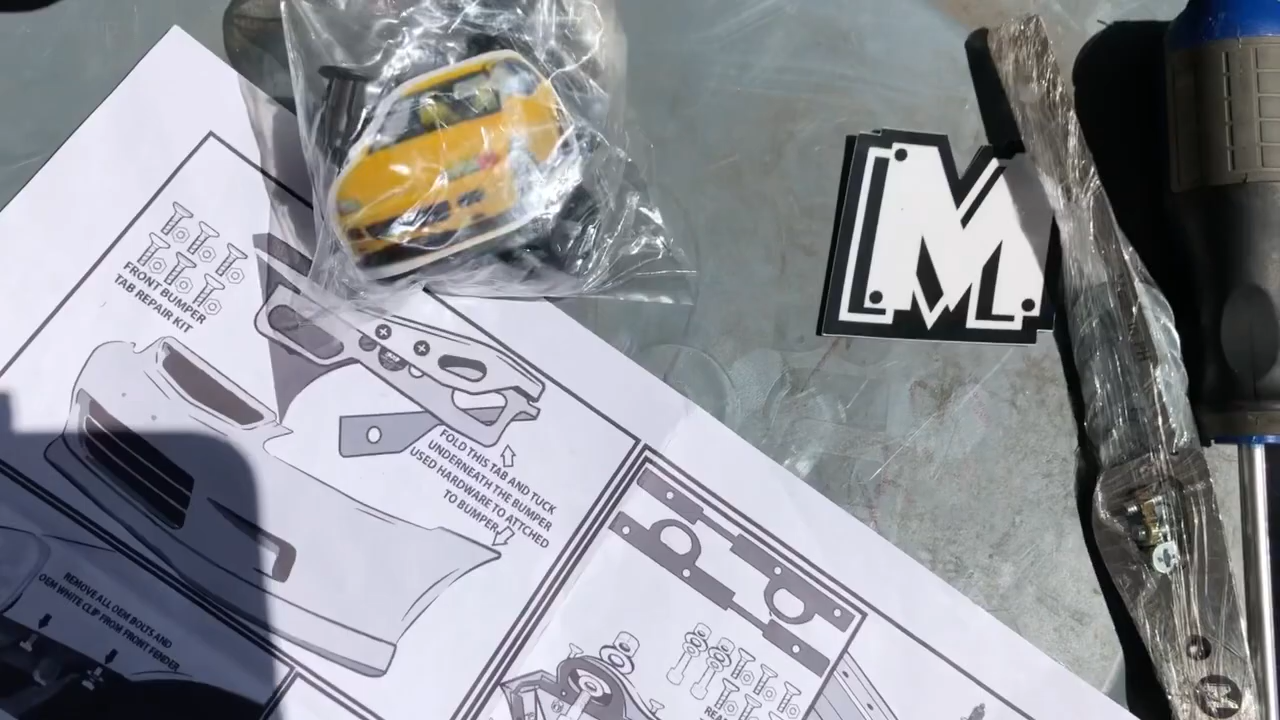 FRONT BUMPER
TAB REPAIR KIT
FOLD THIS TAB AND TUCK
UNDERNEATH THE BUMPER
USED HARDWARE TO ATTCHED
TO BUMPER
REMOVE ALL OEM BOLTS AND
OEM WHITE CLIP FROM FRONT
FENDER
M